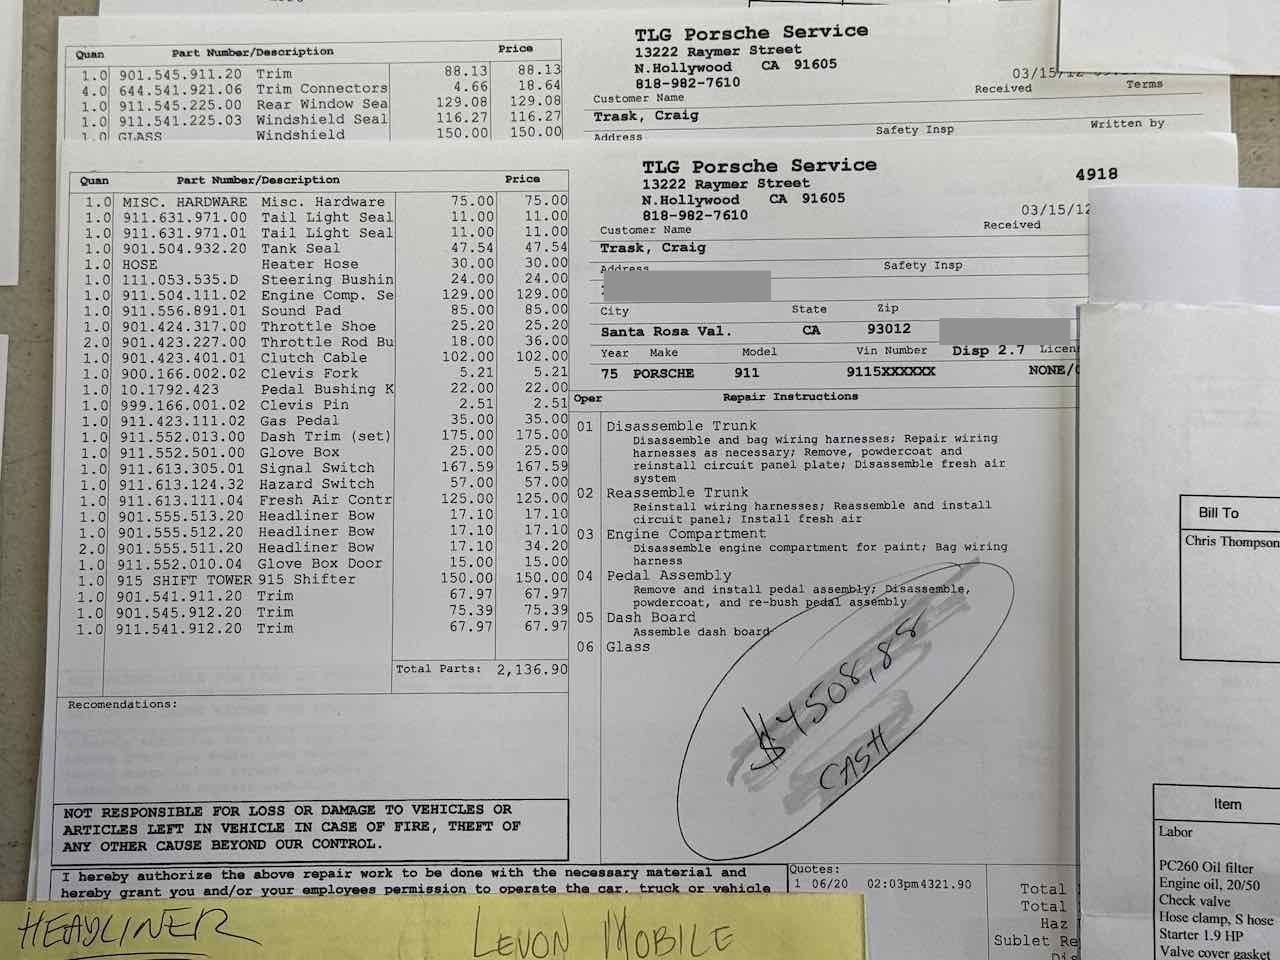 Quan Part Number/Description Price
1.0 901.545.911.20 Trim 88.13 88.13
4.0 644.541.921.06 Trim Connectors 4.66 18.64
1.0 911.545.225.00 Rear Window Sea 129.08 129.08
1.0 911.541.225.03 Windshield Seal 116.27 116.27
1.0 GLASS Windshield 150.00 150.00
TLG Porsche Service
13222 Raymer Street
N.Hollywood CA 91605
818-982-7610
03/15/12
Received
Terms
Customer Name
Trask, Craig
Address
Safety Insp
Written by
Quan Part Number/Description Price
1.0 MISC. HARDWARE Misc. Hardware 75.00 75.00
1.0 911.631.971.00 Tail Light Seal 11.00 11.00
1.0 911.631.971.01 Tail Light Seal 11.00 11.00
1.0 901.504.932.20 Tank Seal 47.54 47.54
1.0 HOSE Heater Hose 30.00 30.00
1.0 111.053.535.D Steering Bushin 24.00 24.00
1.0 911.504.111.02 Engine Comp. Se 129.00 129.00
1.0 911.556.891.01 Sound Pad 85.00 85.00
1.0 901.424.317.00 Throttle Shoe 25.20 25.20
2.0 901.423.227.00 Throttle Rod Bu 18.00 36.00
1.0 901.423.401.01 Clutch Cable 102.00 102.00
1.0 900.166.002.02 Clevis Fork 5.21 5.21
1.0 10.1792.423 Pedal Bushing K 22.00 22.00
1.0 999.166.001.02 Clevis Pin 2.51 2.51
1.0 911.423.111.02 Gas Pedal 35.00 35.00
1.0 911.552.013.00 Dash Trim (set) 175.00 175.00
1.0 911.552.501.00 Glove Box 25.00 25.00
1.0 911.613.305.01 Signal Switch 167.59 167.59
1.0 911.613.124.32 Hazard Switch 57.00 57.00
1.0 911.613.111.04 Fresh Air Contr 125.00 125.00
1.0 901.555.513.20 Headliner Bow 17.10 17.10
1.0 901.555.512.20 Headliner Bow 17.10 17.10
2.0 901.555.511.20 Headliner Bow 17.10 34.20
1.0 911.552.010.04 Glove Box Door 15.00 15.00
1.0 915 SHIFT TOWER 915 Shifter 150.00 150.00
1.0 901.541.911.20 Trim 67.97 67.97
1.0 901.545.912.20 Trim 75.39 75.39
1.0 911.541.912.20 Trim 67.97 67.97
Total Parts: 2,136.90
Recomendations:
NOT RESPONSIBLE FOR LOSS OR DAMAGE TO VEHICLES OR
ARTICLES LEFT IN VEHICLE IN CASE OF FIRE, THEFT OF
ANY OTHER CAUSE BEYOND OUR CONTROL.
I hereby authorize the above repair work to be done with the necessary material and
hereby grant you and/or your employees permission to operate the car, truck or vehicle
TLG Porsche Service
13222 Raymer Street
N.Hollywood CA 91605
818-982-7610
4918
03/15/12
Received
Customer Name
Trask, Craig
Address
Safety Insp
City State Zip
Santa Rosa Val. CA 93012
Year Make Model Vin Number Disp 2.7 Licen
75 PORSCHE 911 9115XXXXXX NONE/
Oper Repair Instructions
01 Disassemble Trunk
Disassemble and bag wiring harnesses; Repair wiring
harnesses as necessary; Remove, powdercoat and
reinstall circuit panel plate; Disassemble fresh air
system
02 Reassemble Trunk
Reinstall wiring harnesses; Reassemble and install
circuit panel; Install fresh air
03 Engine Compartment
Disassemble engine compartment for paint; Bag wiring
harness
04 Pedal Assembly
Remove and install pedal assembly; Disassemble,
powdercoat, and re-bush pedal assembly
05 Dash Board
Assemble dash board
06 Glass
$4508,88
CASH
Quotes:
1 06/20 02:03pm 4321.90
Total
Total
Haz
Sublet Re
Dis
HEADLINER
LEVON MOBILE
Bill To
Chris Thompson
Item
Labor
PC260 Oil filter
Engine oil, 20/50
Check valve
Hose clamp, S hose
Starter 1.9 HP
Valve cover gasket